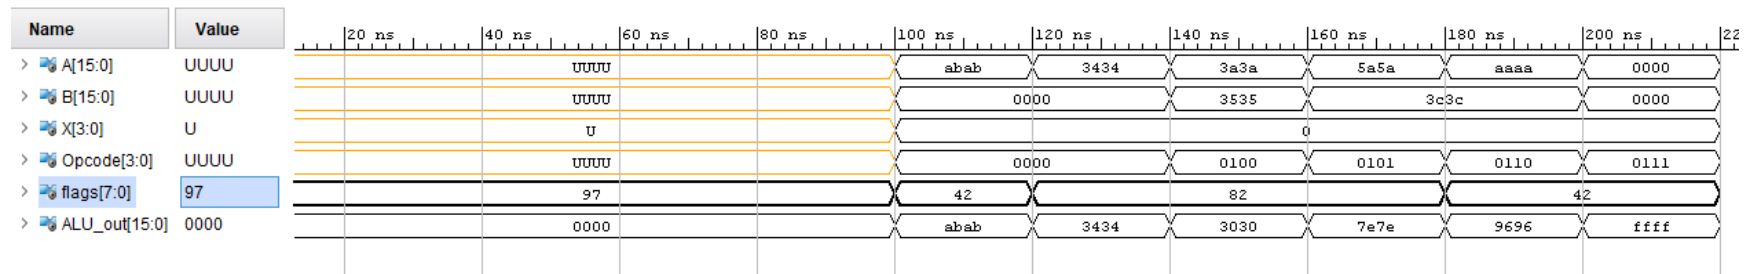 Name Value 20 ns 40 ns 60 ns 80 ns 100 ns 120 ns 140 ns 160 ns 180 ns 200 ns 22
A[15:0] UUUU UUUU abab 3434 3a3a 5a5a aaaa 0000
B[15:0] UUUU UUUU 0000 3535 3c3c 0000
X[3:0] U U 0
Opcode[3:0] UUUU UUUU 0000 0100 0101 0110 0111
flags[7:0] 97 97 42 82 42
ALU_out[15:0] 0000 0000 abab 3434 3030 7e7e 9696 ffff